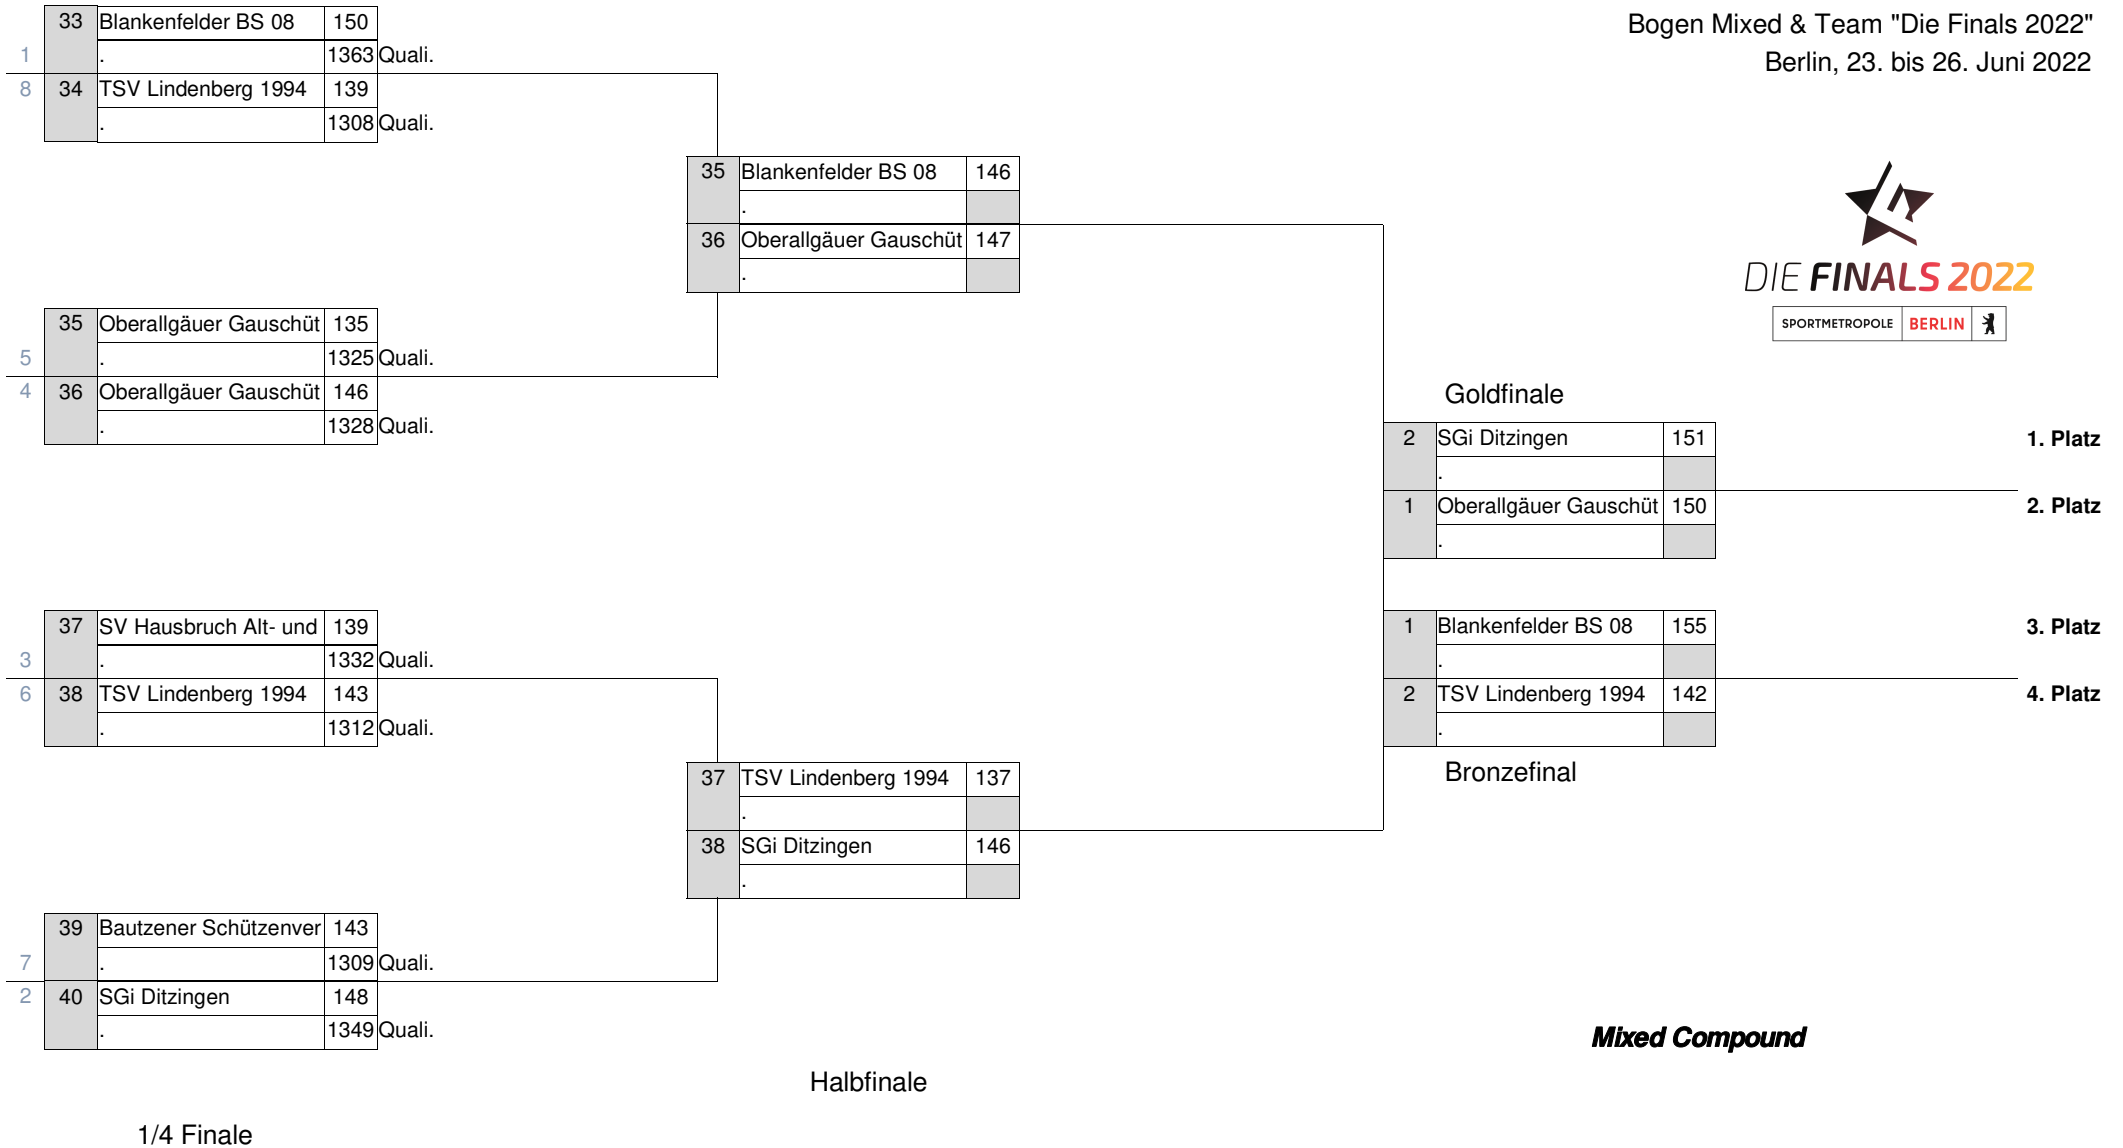 Bogen Mixed & Team "Die Finals 2022"
Berlin, 23. bis 26. Juni 2022
33 Blankenfelder BS 08 150
1 . 1363 Quali.
8 34 TSV Lindenberg 1994 139
. 1308 Quali.
35 Blankenfelder BS 08 146
.
36 Oberallgäuer Gauschüt 147
.
DIE FINALS 2022
SPORTMETROPOLE BERLIN
35 Oberallgäuer Gauschüt 135
5 . 1325 Quali.
4 36 Oberallgäuer Gauschüt 146
. 1328 Quali.
Goldfinale
2 SGi Ditzingen 151 1. Platz
.
1 Oberallgäuer Gauschüt 150 2. Platz
.
37 SV Hausbruch Alt- und 139
3 . 1332 Quali.
6 38 TSV Lindenberg 1994 143
. 1312 Quali.
1 Blankenfelder BS 08 155 3. Platz
.
2 TSV Lindenberg 1994 142 4. Platz
.
Bronzefinal
37 TSV Lindenberg 1994 137
.
38 SGi Ditzingen 146
.
39 Bautzener Schützenver 143
7 . 1309 Quali.
2 40 SGi Ditzingen 148
. 1349 Quali.
Mixed Compound
Halbfinale
1/4 Finale